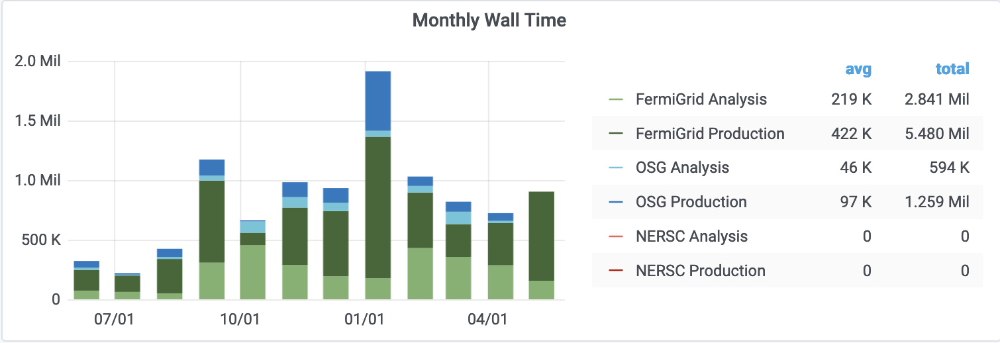 Monthly Wall Time
2.0 Mil
1.5 Mil
1.0 Mil
500 K
0
07/01 10/01 01/01 04/01
avg total
FermiGrid Analysis 219 K 2.841 Mil
FermiGrid Production 422 K 5.480 Mil
OSG Analysis 46 K 594 K
OSG Production 97 K 1.259 Mil
NERSC Analysis 0 0
NERSC Production 0 0